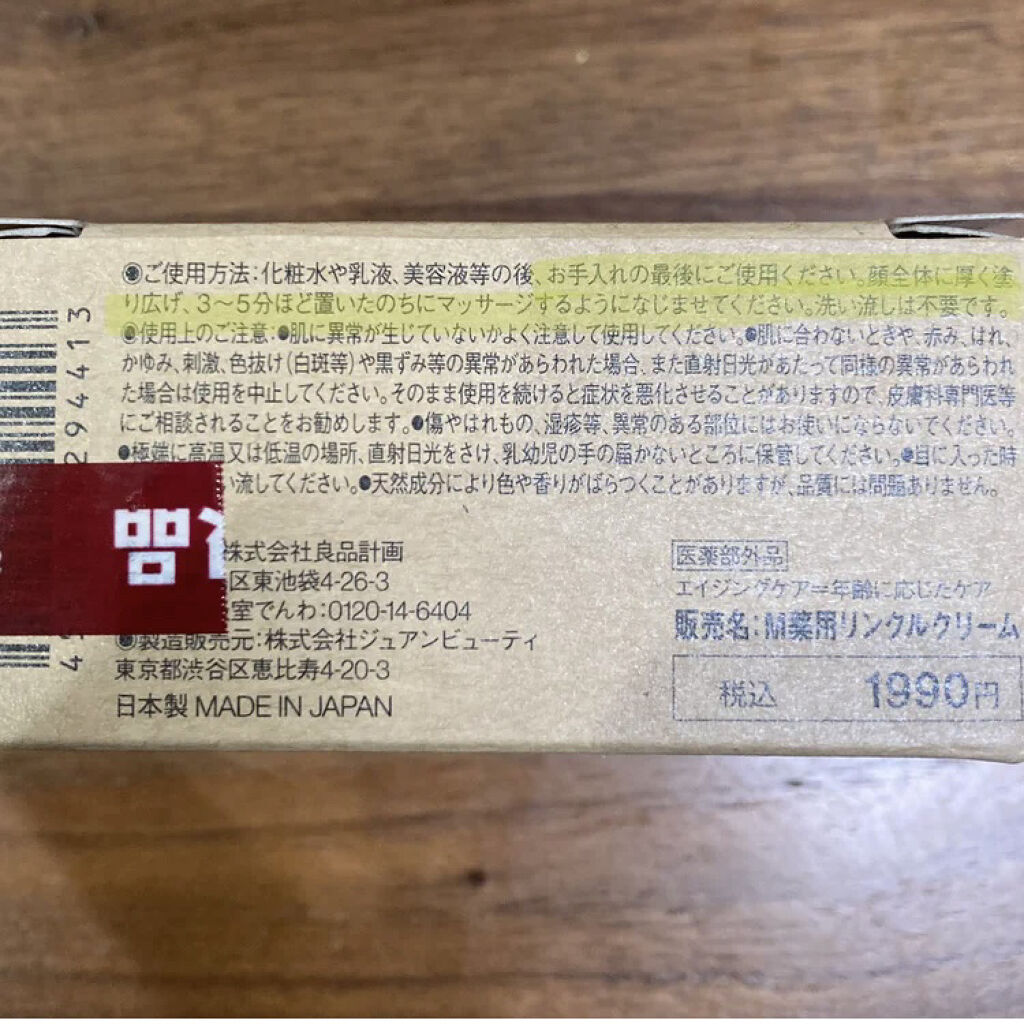 ◉ご使用方法:化粧水や乳液、美容液等の後、お手入れの最後にご使用ください。顔全体に厚く塗
り広げ、3〜5分ほど置いたのちにマッサージするようになじませてください。洗い流しは不要です。
◉使用上のご注意:●肌に異常が生じていないかよく注意して使用してください。●肌に合わないときや、赤み、はれ、
かゆみ、刺激、色抜け(白斑等)や黒ずみ等の異常があらわれた場合、また直射日光があたって同様の異常があらわれ
た場合は使用を中止してください。そのまま使用を続けると症状を悪化させることがありますので、皮膚科専門医等
にご相談されることをお勧めします。●傷やはれもの、湿疹等、異常のある部位にはお使いにならないでください。
●極端に高温又は低温の場所、直射日光をさけ、乳幼児の手の届かないところに保管してください。●目に入った時
い流してください。●天然成分により色や香りがばらつくことがありますが、品質には問題ありません。
株式会社良品計画
区東池袋4-26-3
室でんわ:0120-14-6404
◉製造販売元:株式会社ジュアンビューティ
東京都渋谷区恵比寿4-20-3
日本製 MADE IN JAPAN
医薬部外品
エイジングケア=年齢に応じたケア
販売名:M薬用リンクルクリーム
税込 1990円
294413
品